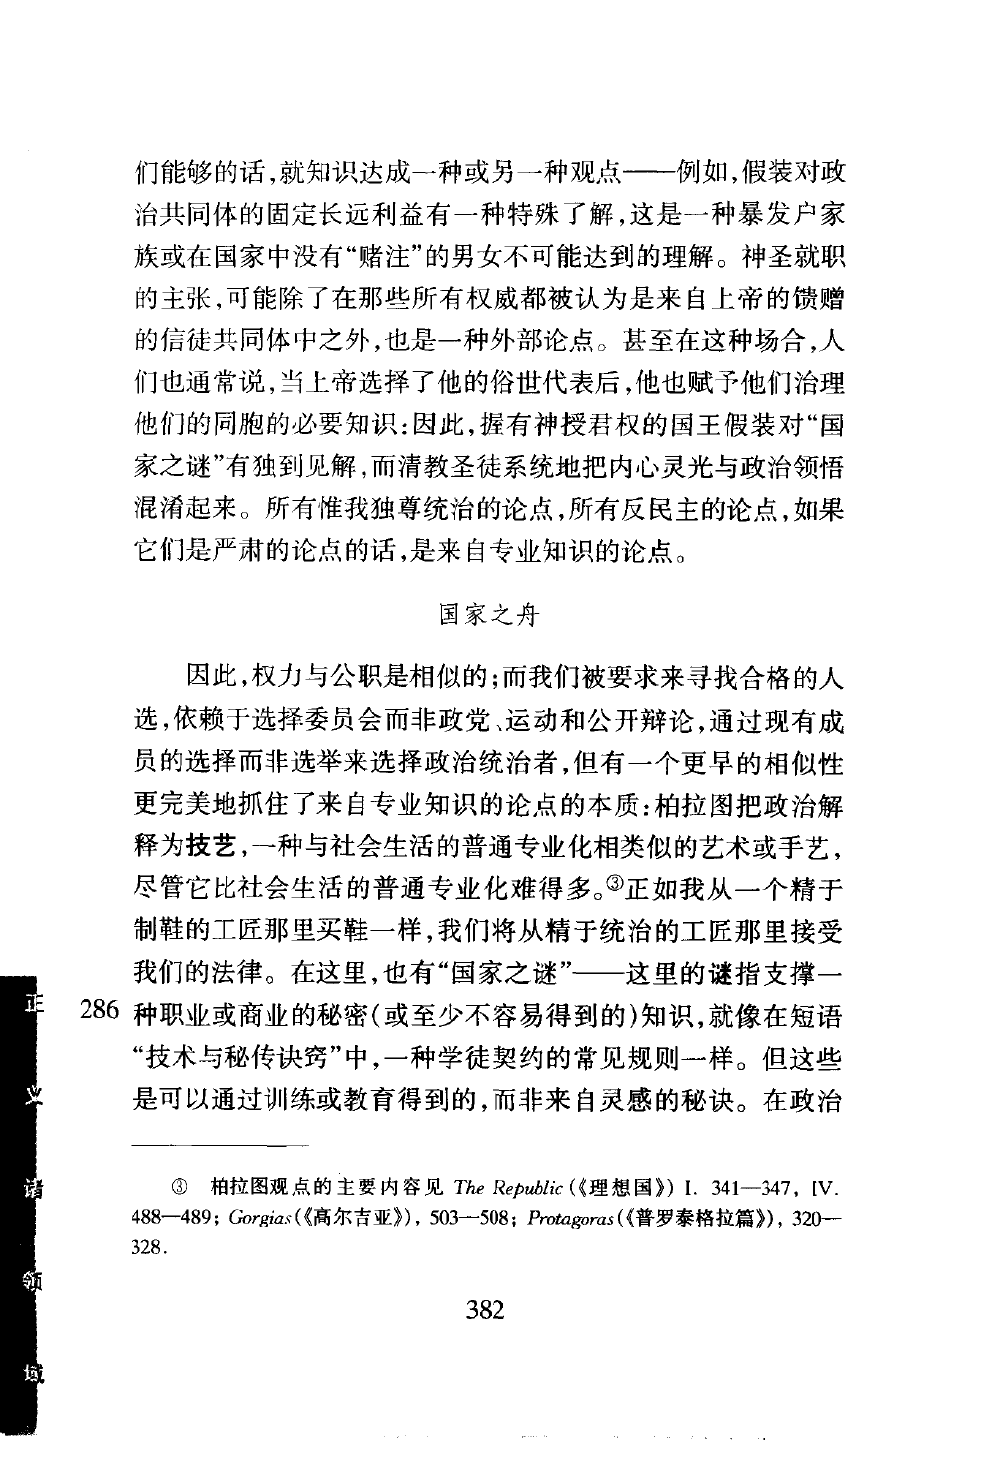 们能够的话,就知识达成一种或另一种观点——例如,假装对政
治共同体的固定长远利益有一种特殊了解,这是一种暴发户家
族或在国家中没有“赌注”的男女不可能达到的理解。神圣就职
的主张,可能除了在那些所有权威都被认为是来自上帝的馈赠
的信徒共同体中之外,也是一种外部论点。甚至在这种场合,人
们也通常说,当上帝选择了他的俗世代表后,他也赋予他们治理
他们的同胞的必要知识:因此,握有神授君权的国王假装对“国
家之谜”有独到见解,而清教圣徒系统地把内心灵光与政治领悟
混淆起来。所有惟我独尊统治的论点,所有反民主的论点,如果
它们是严肃的论点的话,是来自专业知识的论点。
国家之舟
因此,权力与公职是相似的;而我们被要求来寻找合格的人
选,依赖于选择委员会而非政党、运动和公开辩论,通过现有成
员的选择而非选举来选择政治统治者,但有一个更早的相似性
更完美地抓住了来自专业知识的论点的本质:柏拉图把政治解
释为技艺,一种与社会生活的普通专业化相类似的艺术或手艺,
尽管它比社会生活的普通专业化难得多。③正如我从一个精于
制鞋的工匠那里买鞋一样,我们将从精于统治的工匠那里接受
我们的法律。在这里,也有“国家之谜”——这里的谜指支撑一
286 种职业或商业的秘密(或至少不容易得到的)知识,就像在短语
“技术与秘传诀窍”中,一种学徒契约的常见规则一样。但这些
是可以通过训练或教育得到的,而非来自灵感的秘诀。在政治
③ 柏拉图观点的主要内容见 The Republic(《理想国》) I. 341—347, IV.
488—489; Gorgias(《高尔吉亚》), 503—508; Protagoras(《普罗泰格拉篇》), 320—
328.
382
正
义
诸
领
域